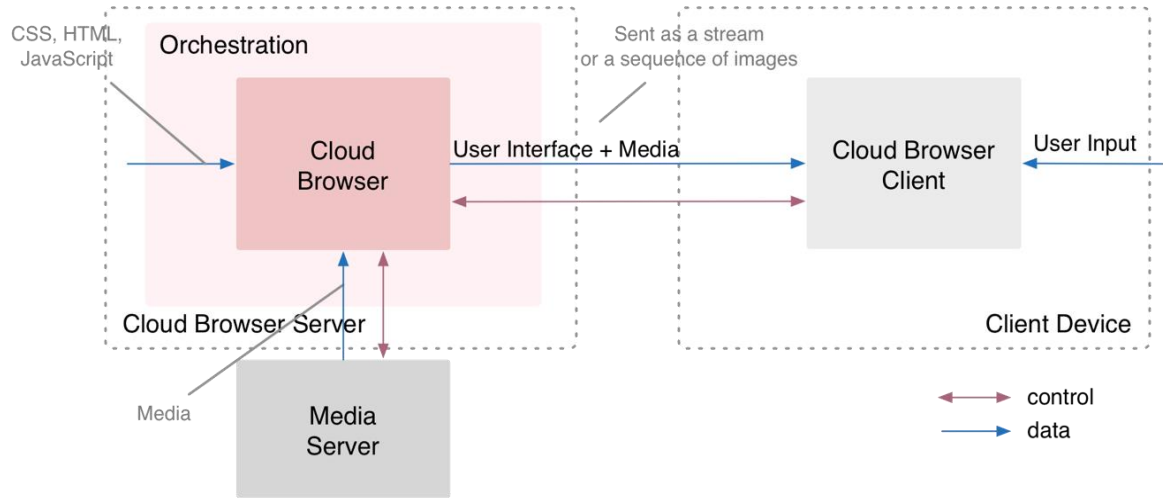 CSS, HTML,
JavaScript
Orchestration
Sent as a stream
or a sequence of images
Cloud
Browser
User Interface + Media
Cloud Browser
Client
User Input
Cloud Browser Server
Client Device
Media
Media
Server
control
data